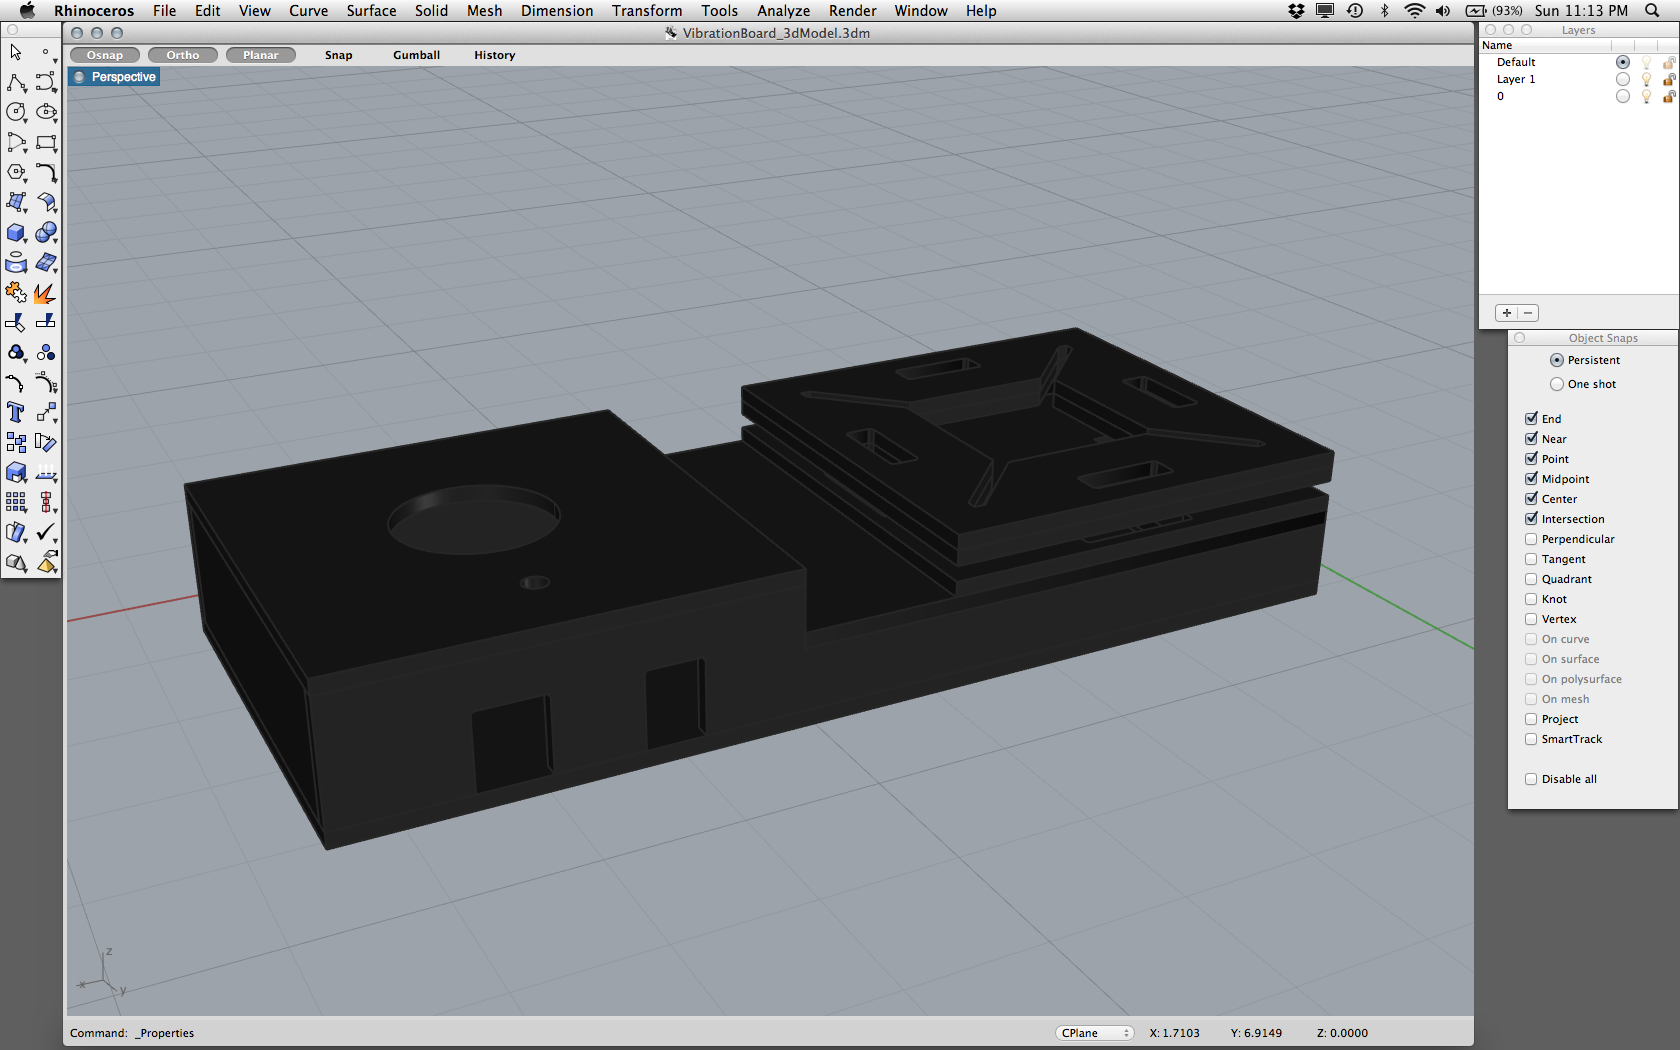 Rhinoceros File Edit View Curve Surface Solid Mesh Dimension Transform Tools Analyze Render Window Help (93%) Sun 11:13 PM
VibrationBoard_3dModel.3dm
Osnap Ortho Planar Snap Gumball History
Perspective
Layers
Name
Default
Layer 1
0
+ −
Object Snaps
Persistent
One shot
End
Near
Point
Midpoint
Center
Intersection
Perpendicular
Tangent
Quadrant
Knot
Vertex
On curve
On surface
On polysurface
On mesh
Project
SmartTrack
Disable all
z
x
y
Command: _Properties
CPlane X: 1.7103 Y: 6.9149 Z: 0.0000